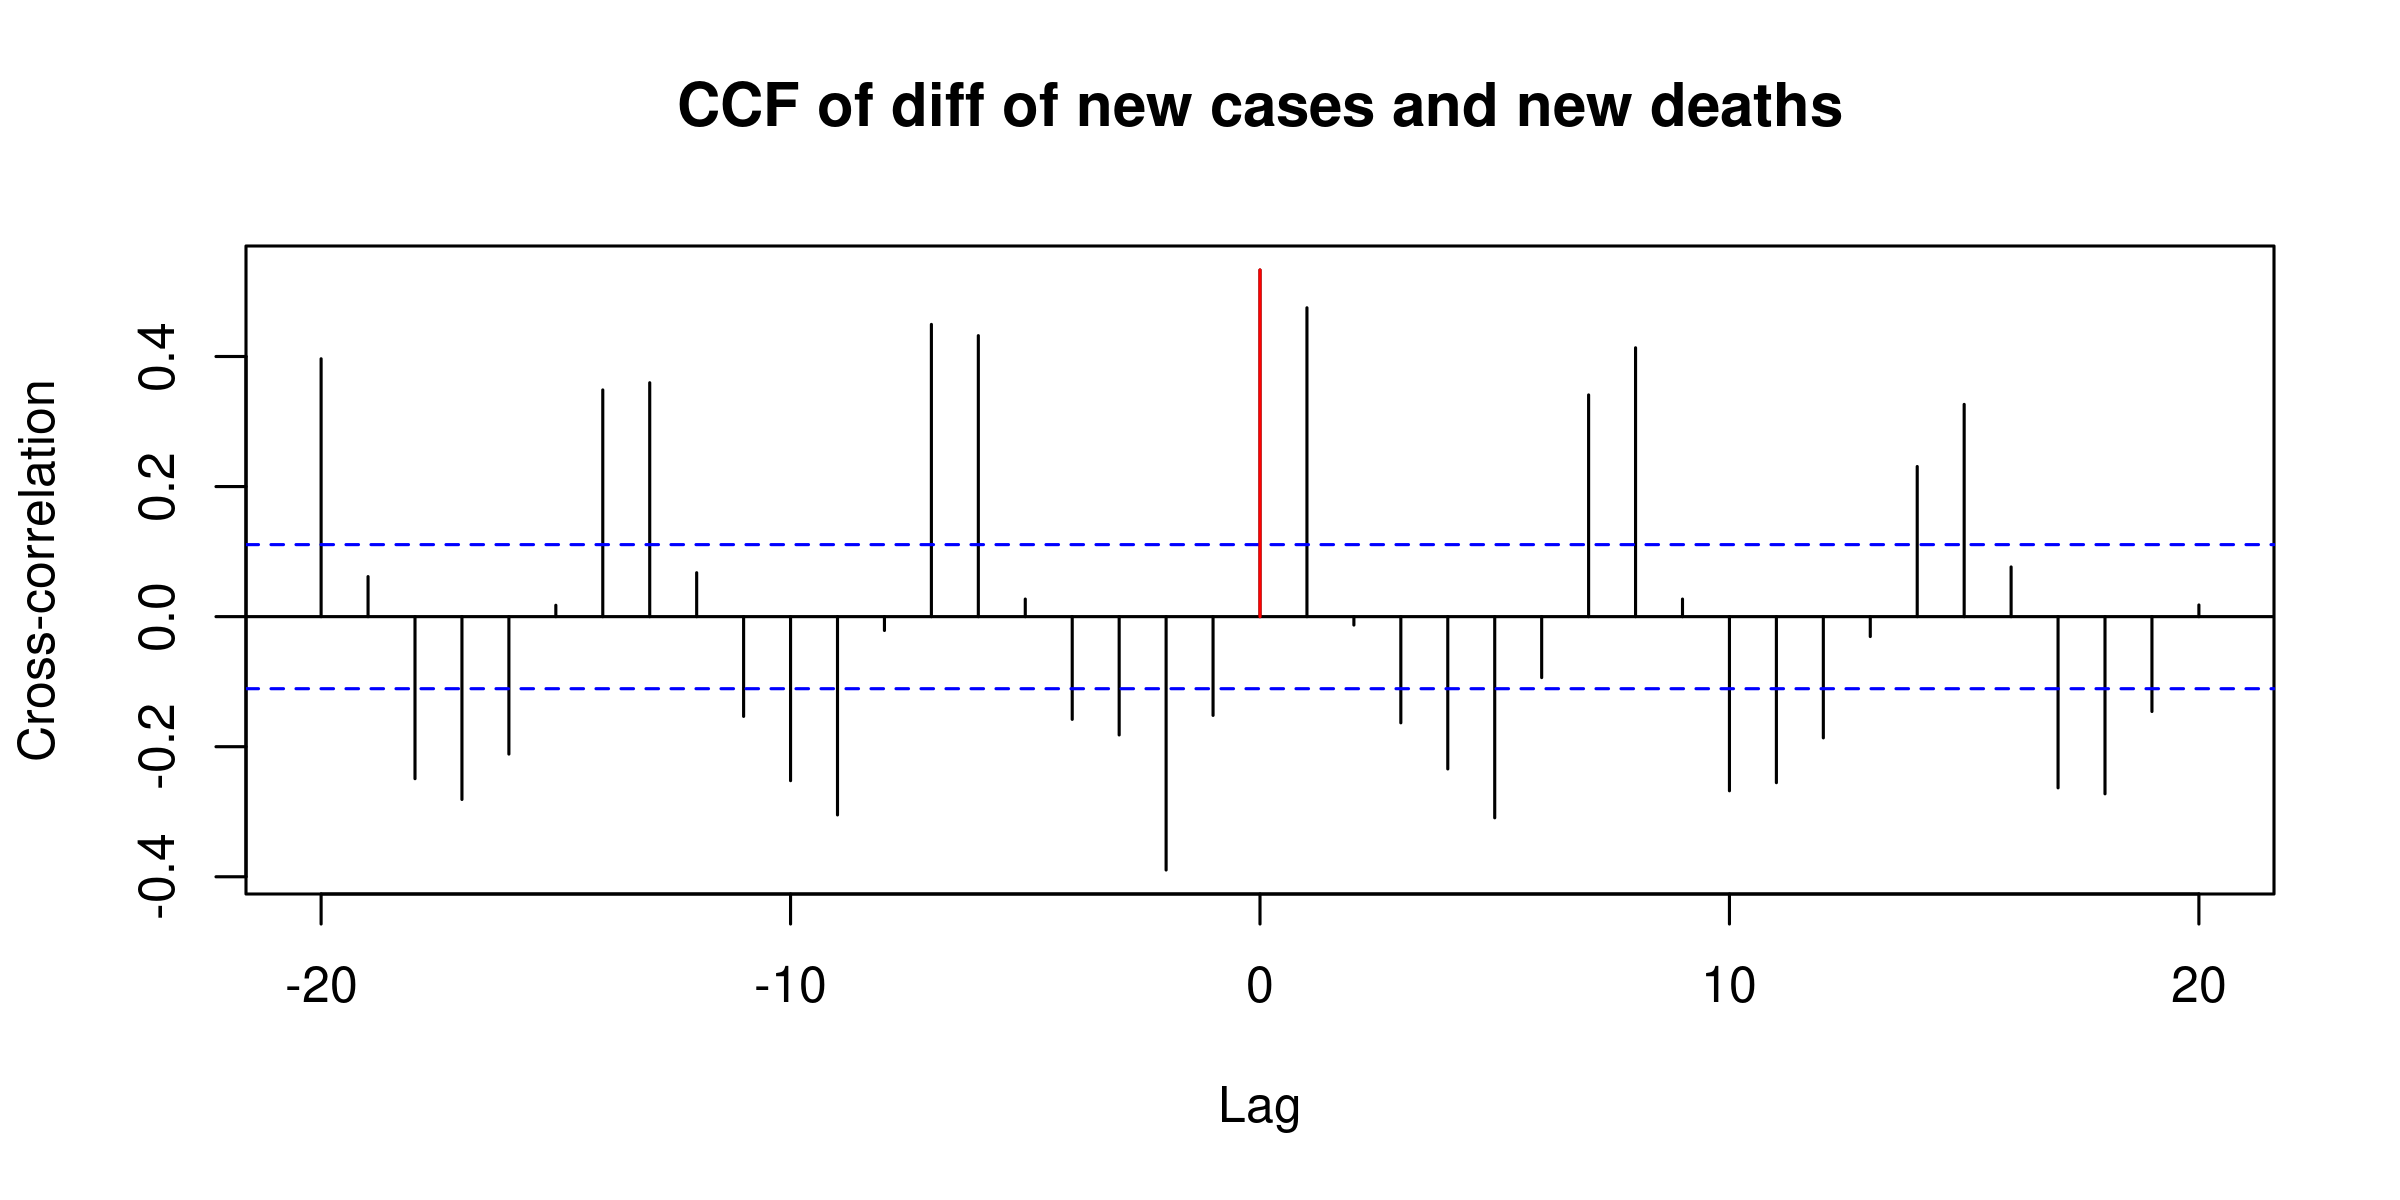 CCF of diff of new cases and new deaths
Cross-correlation
0.4
0.2
0.0
-0.2
-0.4
-20 -10 0 10 20
Lag